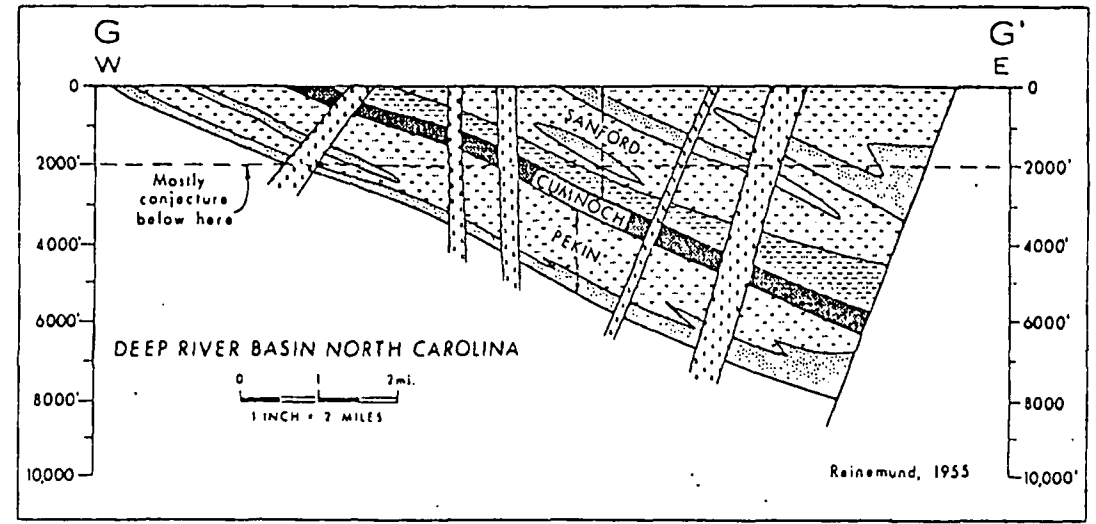 G G'
W E
0 0
SANFORD
2000' 2000'
Mostly
conjecture
below here
CUMNOCH
4000' 4000'
PEKIN
6000' 6000'
DEEP RIVER BASIN NORTH CAROLINA
0 1 2mi.
1 INCH = 2 MILES
8000' 8000
10,000 10,000'
Reinemund, 1955